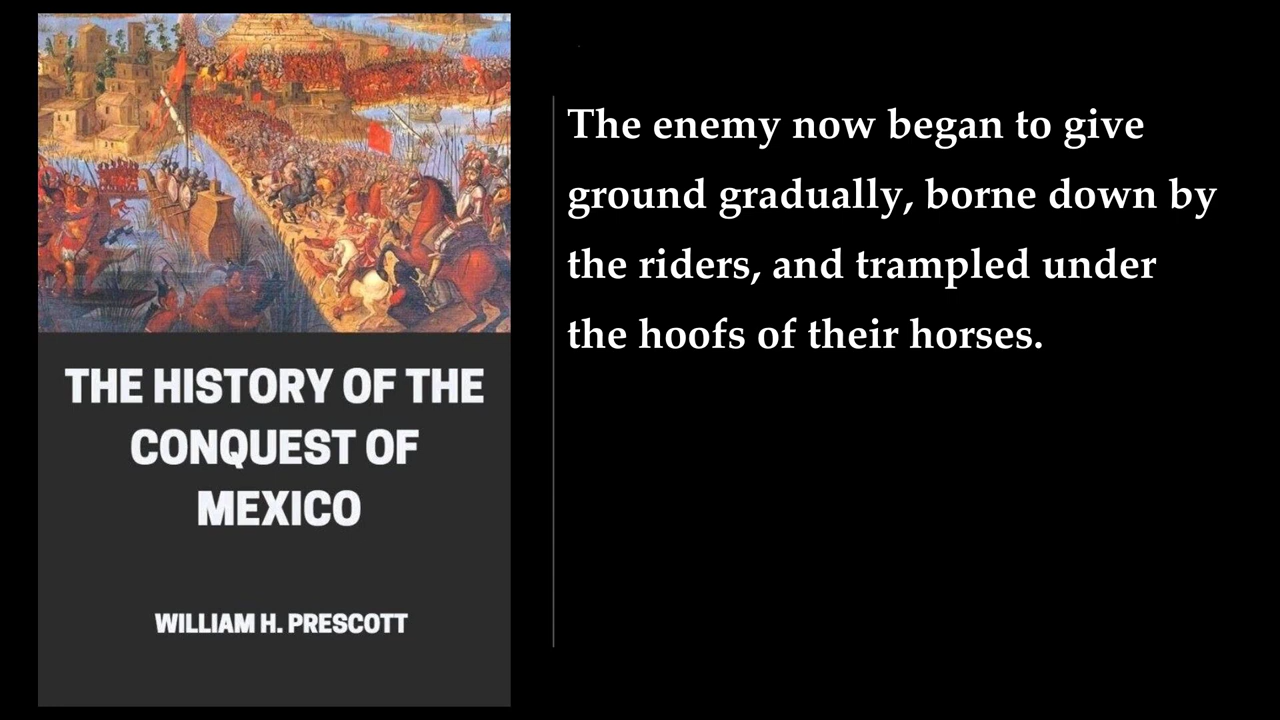 THE HISTORY OF THE
CONQUEST OF
MEXICO
WILLIAM H. PRESCOTT
The enemy now began to give
ground gradually, borne down by
the riders, and trampled under
the hoofs of their horses.